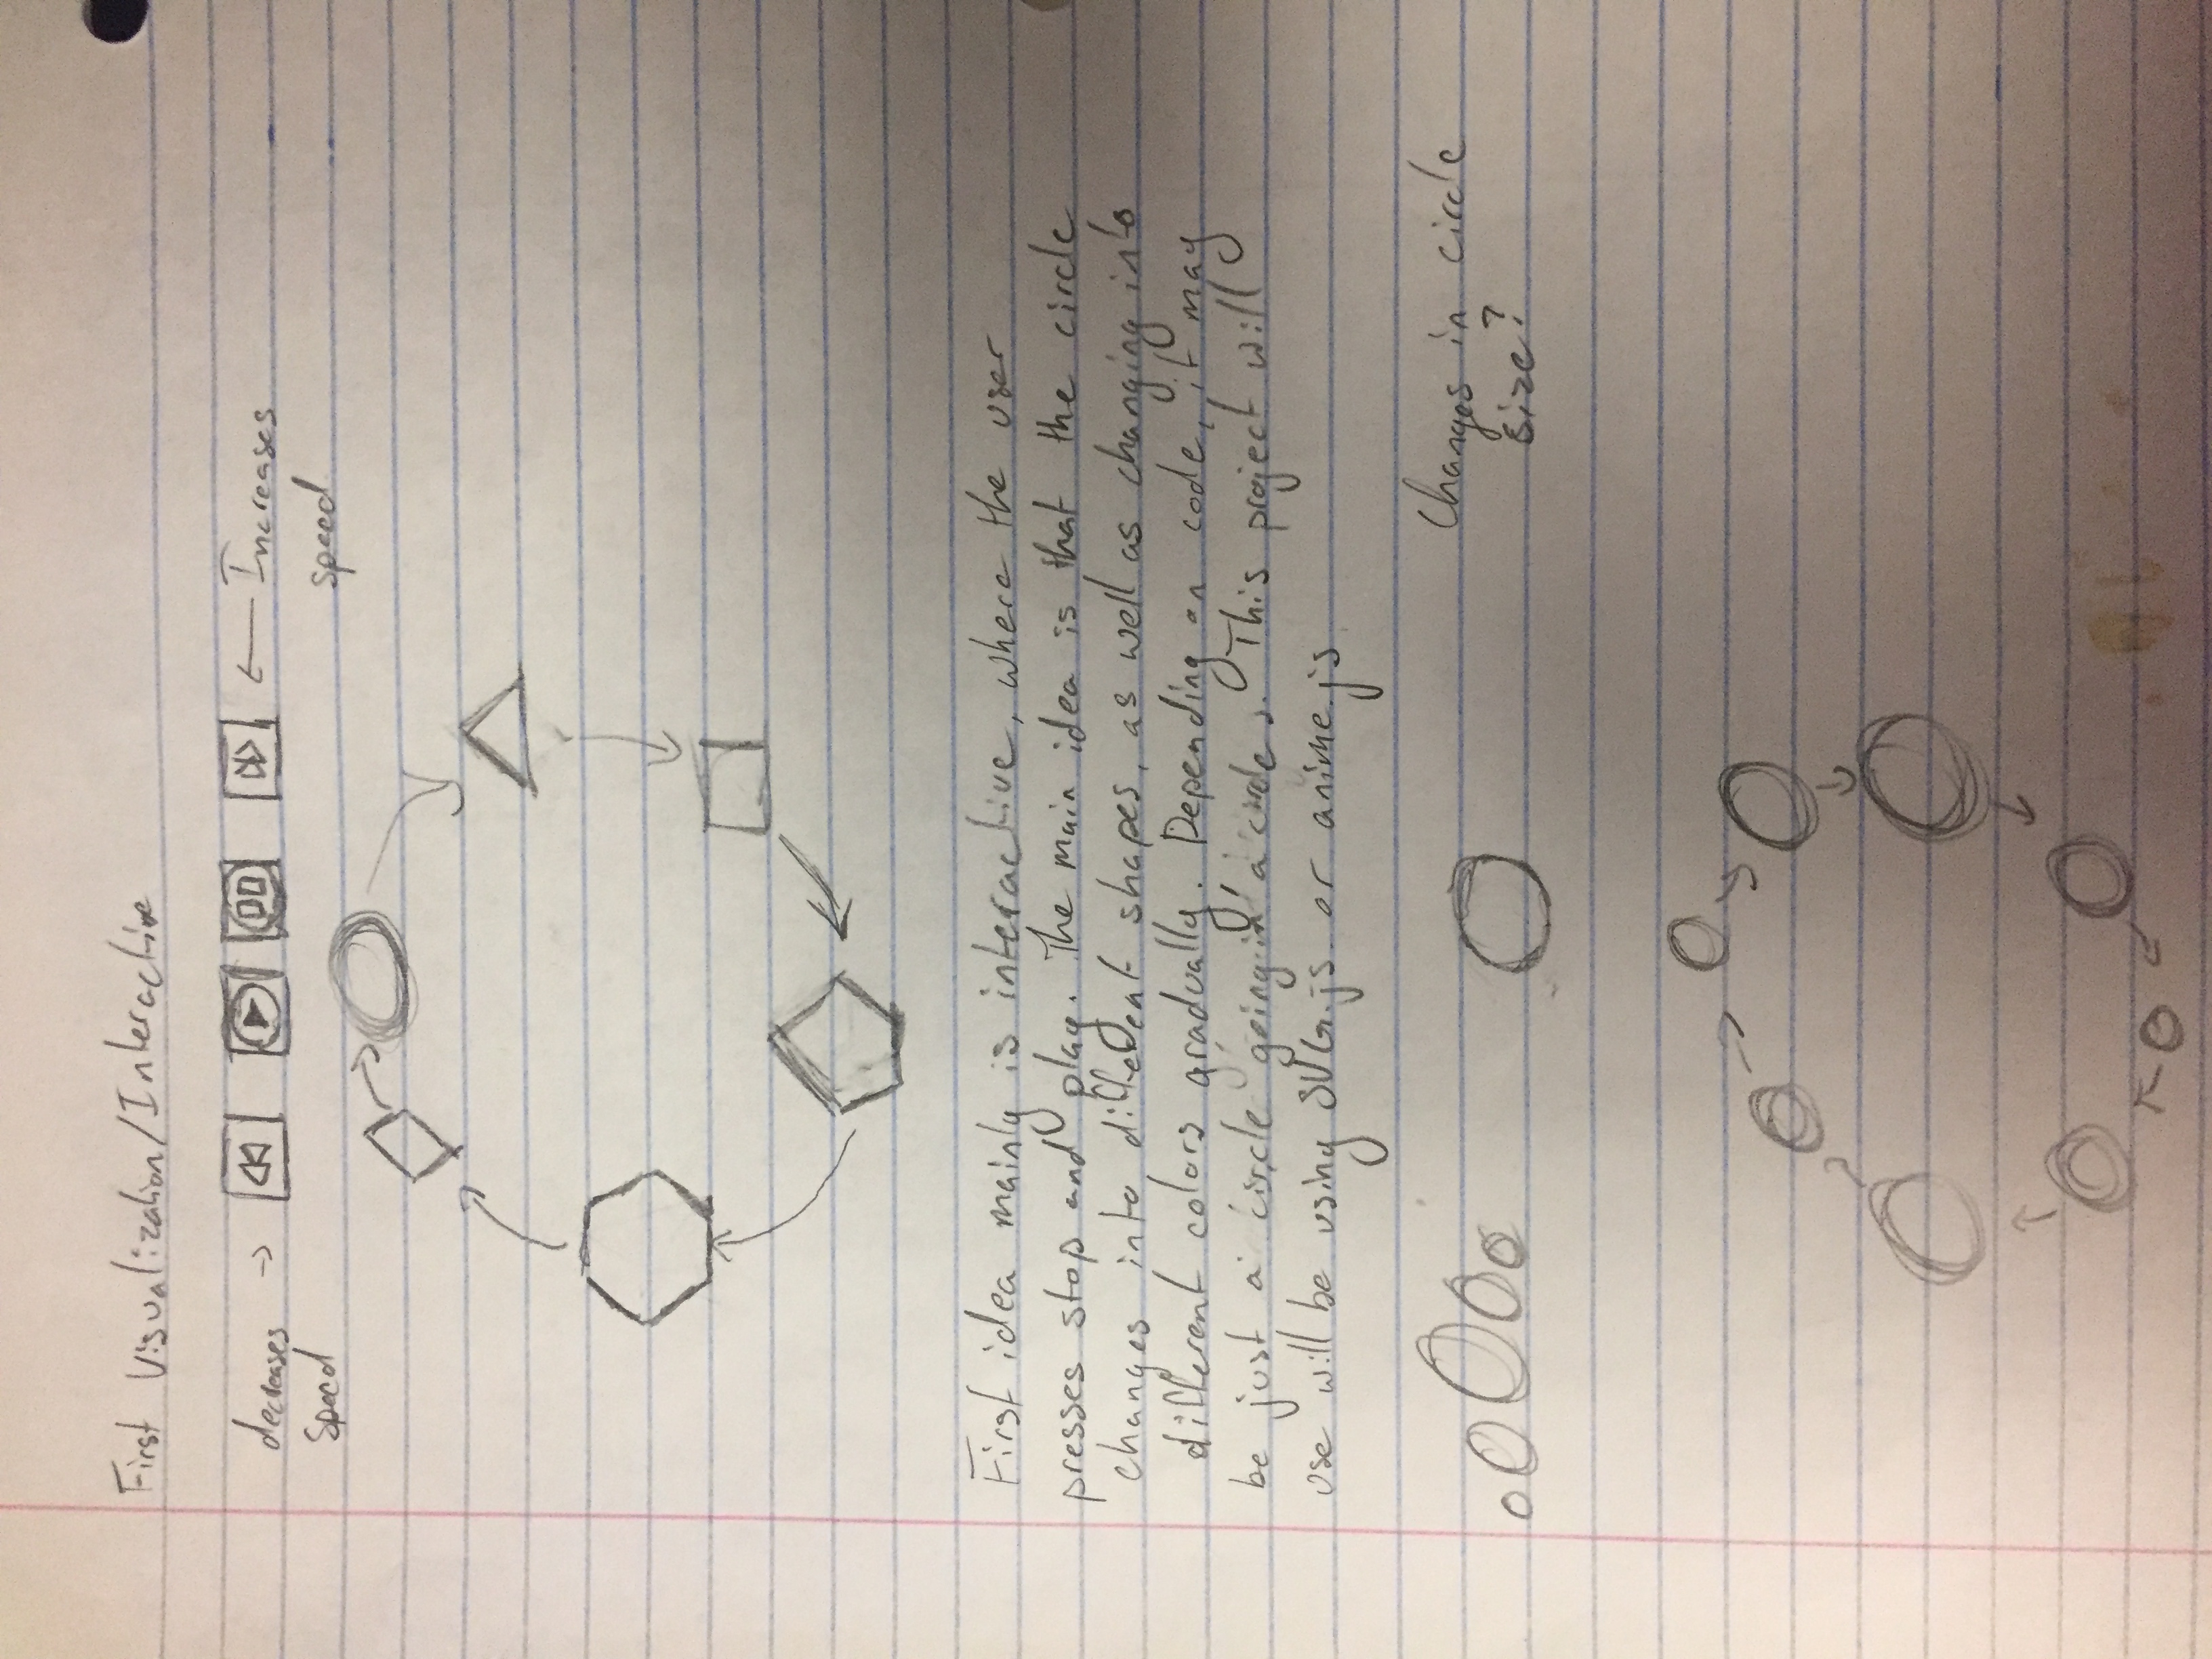 First Visualization/Interactive
decreases → Increases
speed speed
First idea mainly is interactive, where the user
presses stop and play. The main idea is that the circle
changes into different shapes, as well as changing into
different colors gradually. Depending on code, it may
be just a circle going in a circle. This project will
use will be using SVG.js or anime.js
Changes in circle
size?